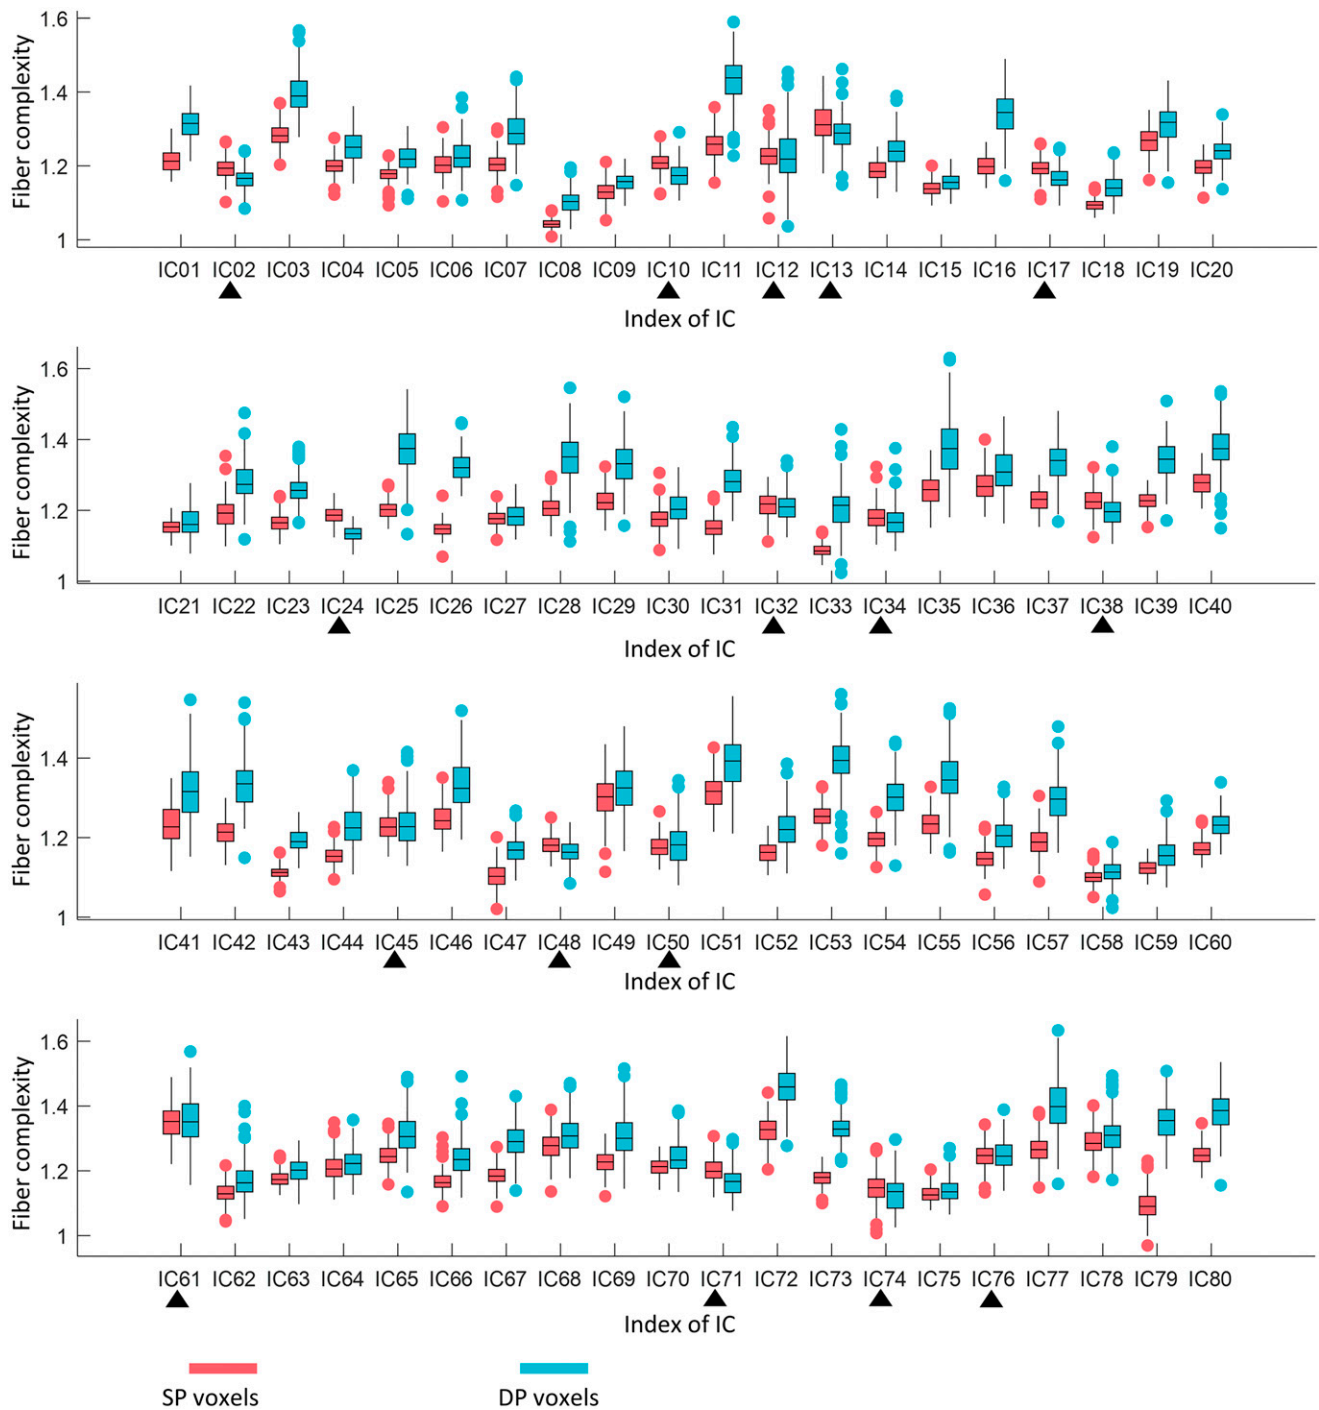 Fiber complexity
1.6
1.4
1.2
1
IC01 IC02 IC03 IC04 IC05 IC06 IC07 IC08 IC09 IC10 IC11 IC12 IC13 IC14 IC15 IC16 IC17 IC18 IC19 IC20
Index of IC
Fiber complexity
1.6
1.4
1.2
1
IC21 IC22 IC23 IC24 IC25 IC26 IC27 IC28 IC29 IC30 IC31 IC32 IC33 IC34 IC35 IC36 IC37 IC38 IC39 IC40
Index of IC
Fiber complexity
1.4
1.2
1
IC41 IC42 IC43 IC44 IC45 IC46 IC47 IC48 IC49 IC50 IC51 IC52 IC53 IC54 IC55 IC56 IC57 IC58 IC59 IC60
Index of IC
Fiber complexity
1.6
1.4
1.2
1
IC61 IC62 IC63 IC64 IC65 IC66 IC67 IC68 IC69 IC70 IC71 IC72 IC73 IC74 IC75 IC76 IC77 IC78 IC79 IC80
Index of IC
SP voxels DP voxels